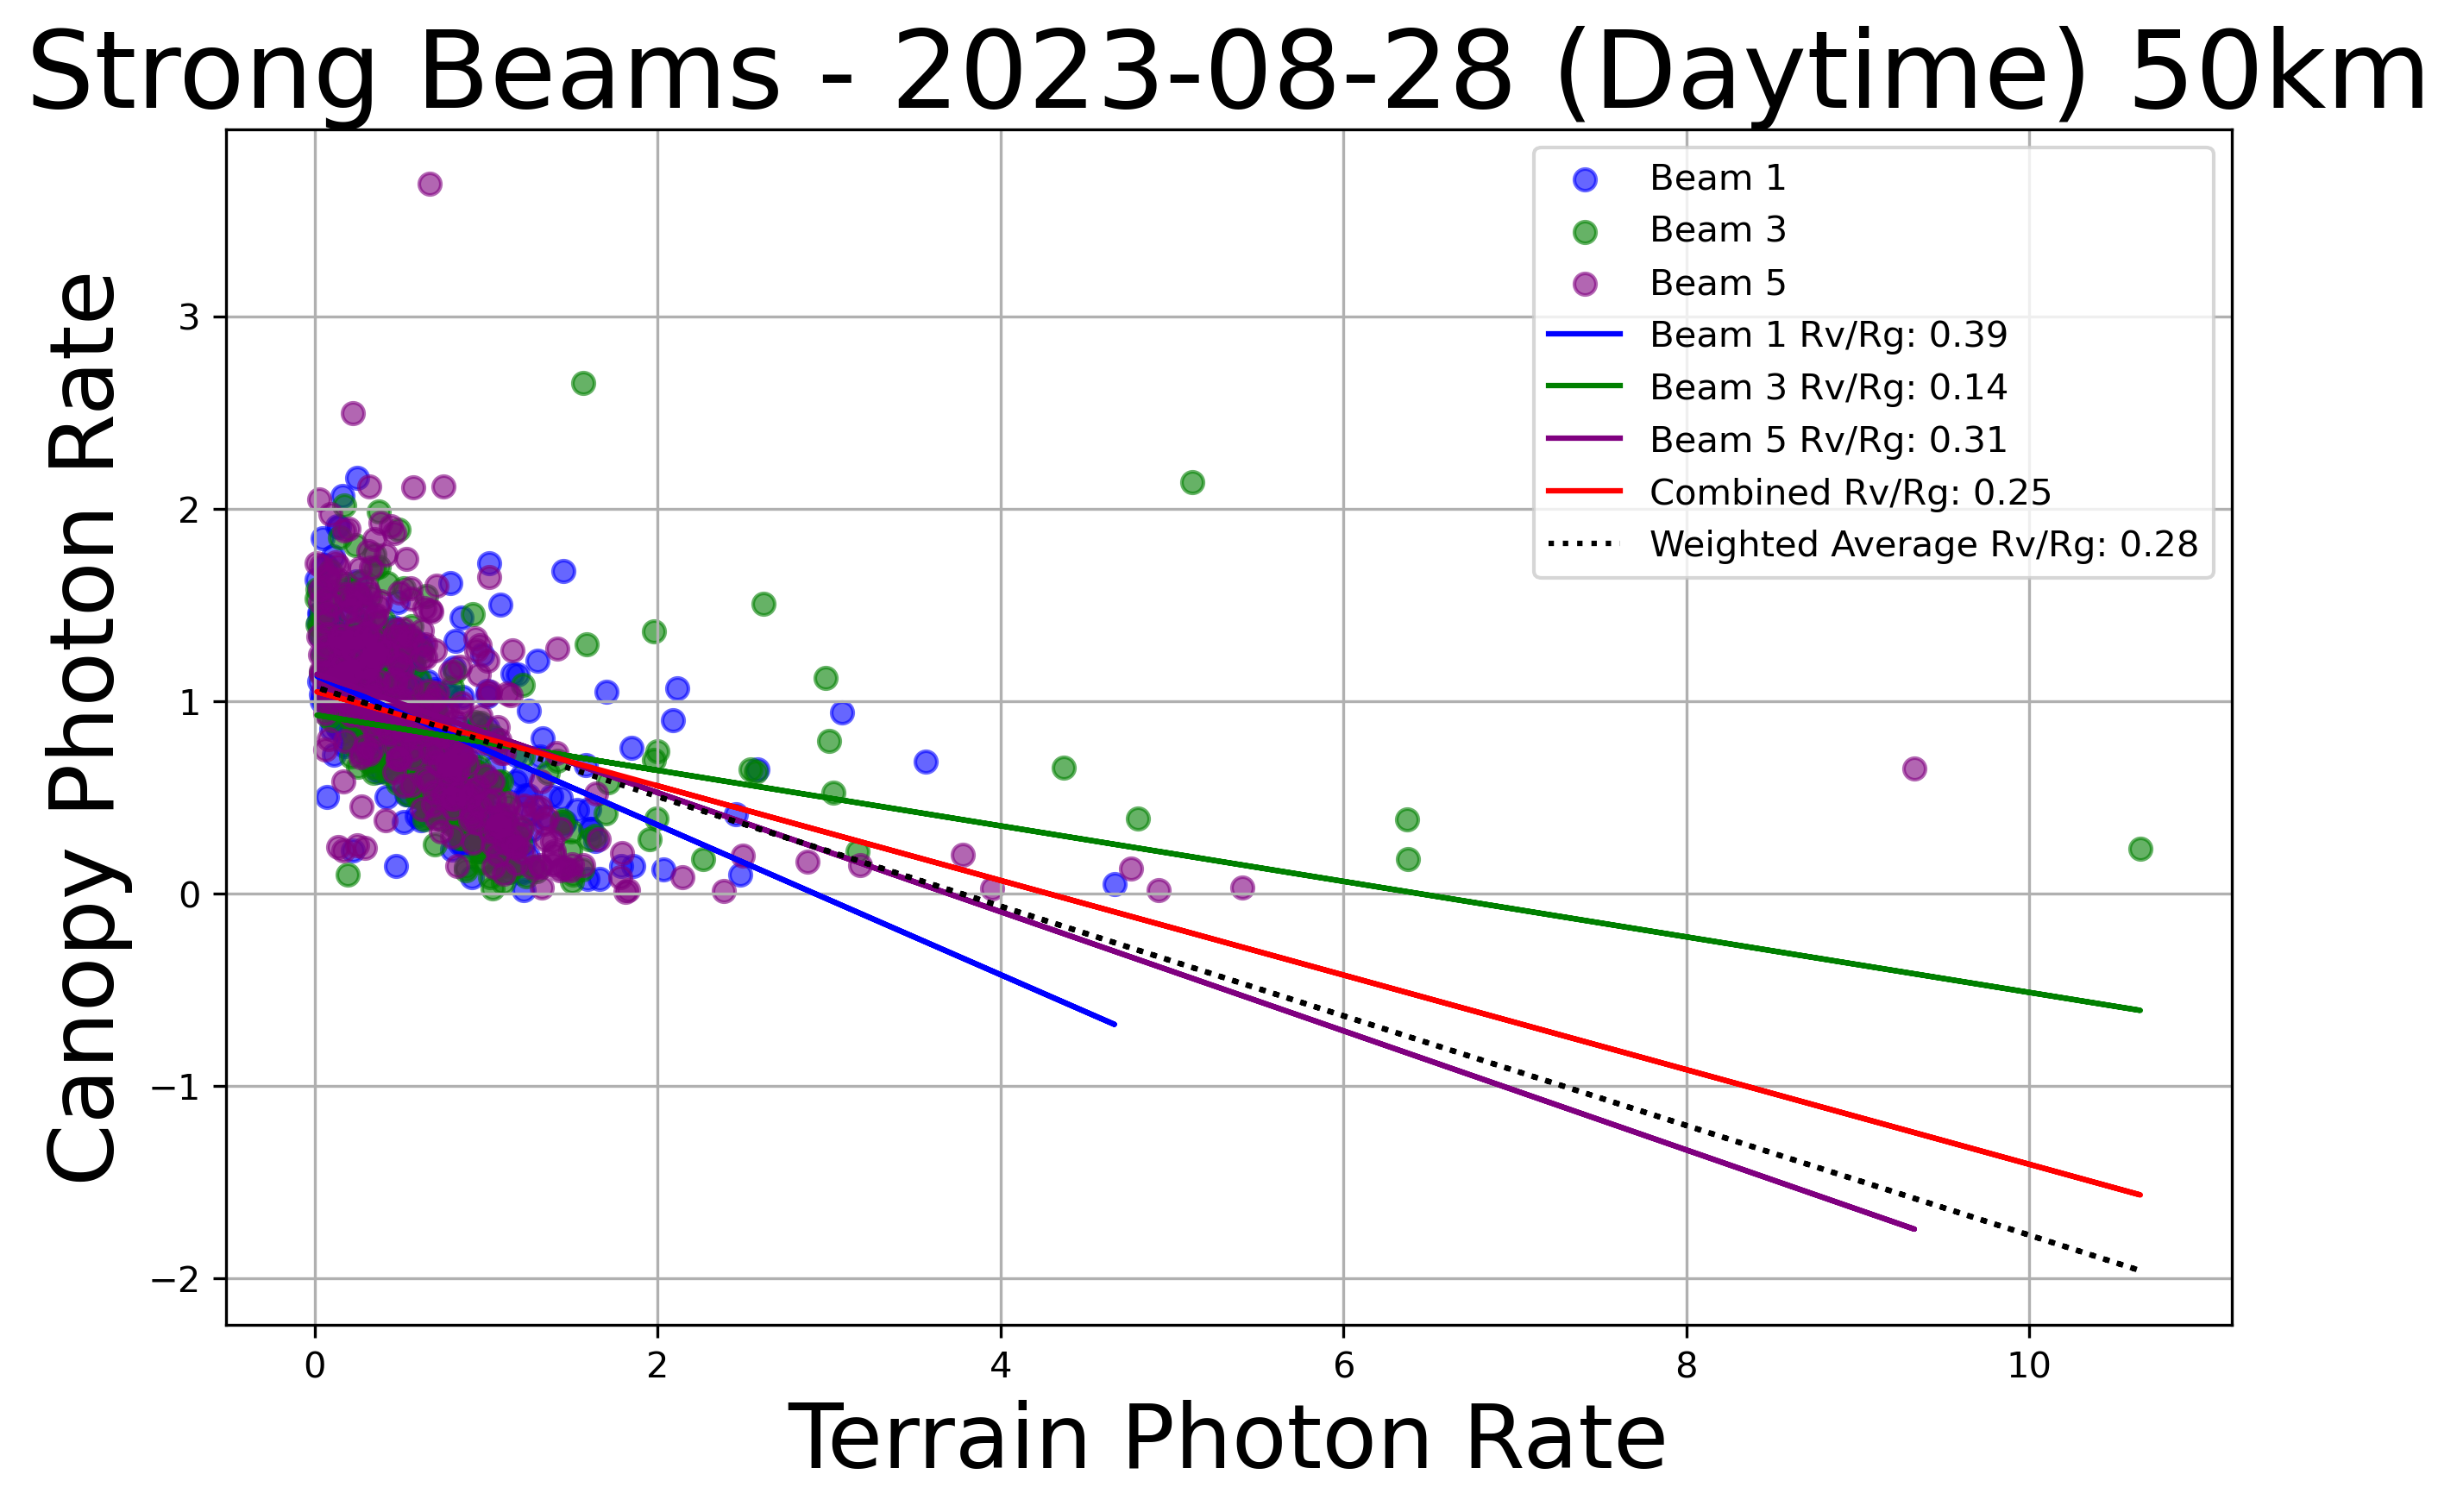 Strong Beams - 2023-08-28 (Daytime) 50km
Canopy Photon Rate
3
2
1
0
−1
−2
Beam 1
Beam 3
Beam 5
Beam 1 Rv/Rg: 0.39
Beam 3 Rv/Rg: 0.14
Beam 5 Rv/Rg: 0.31
Combined Rv/Rg: 0.25
Weighted Average Rv/Rg: 0.28
0 2 4 6 8 10
Terrain Photon Rate